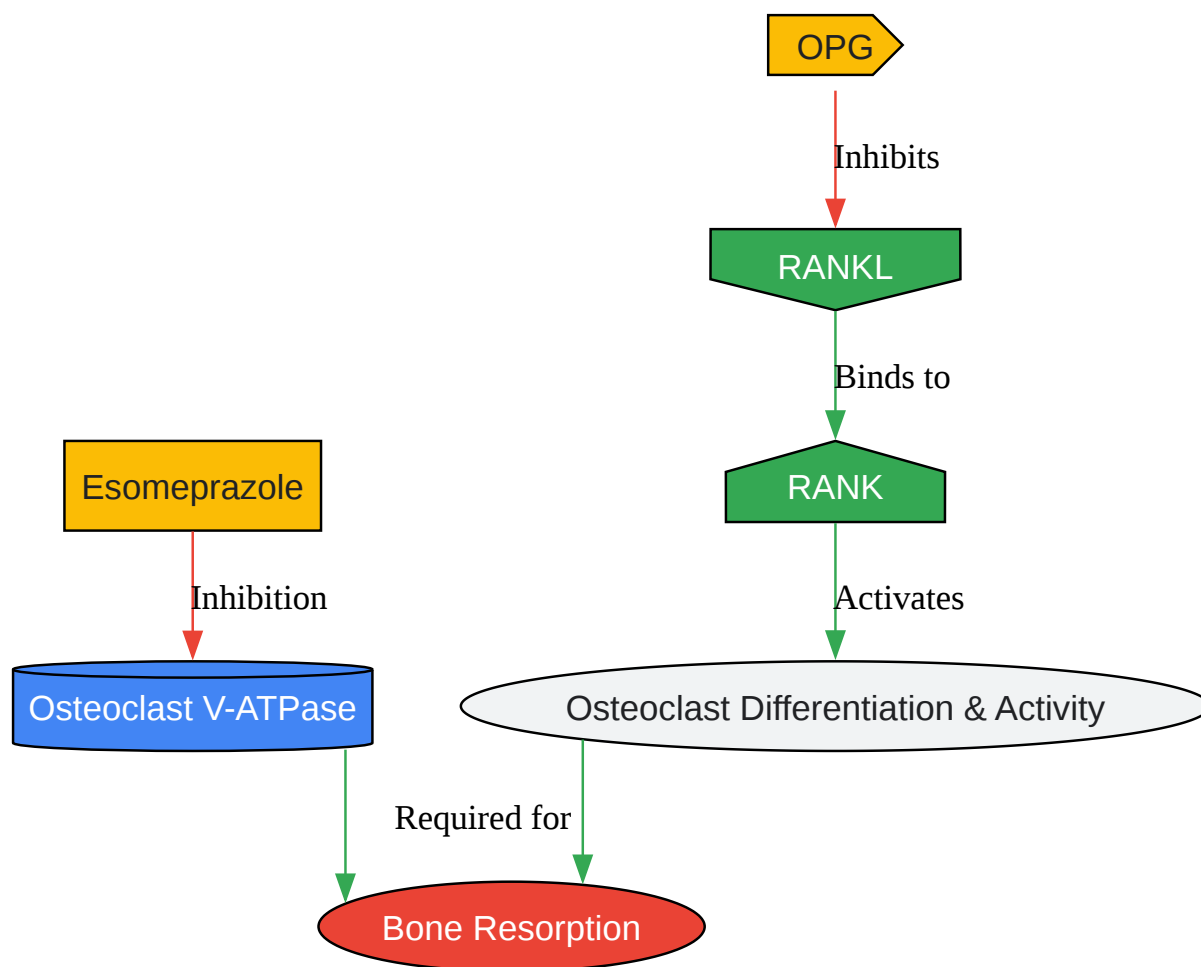 OPG
Inhibits
RANKL
Binds to
Esomeprazole
RANK
Inhibition
Activates
Osteoclast V-ATPase
Osteoclast Differentiation & Activity
Required for
Bone Resorption